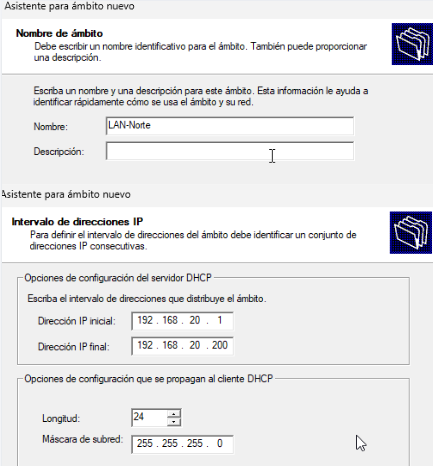 Asistente para ámbito nuevo
Nombre de ámbito
Debe escribir un nombre identificativo para el ámbito. También puede proporcionar
una descripción.
Escriba un nombre y una descripción para este ámbito. Esta información le ayuda a
identificar rápidamente cómo se usa el ámbito y su red.
Nombre: LAN-Norte
Descripción:
Asistente para ámbito nuevo
Intervalo de direcciones IP
Para definir el intervalo de direcciones del ámbito debe identificar un conjunto de
direcciones IP consecutivas.
Opciones de configuración del servidor DHCP
Escriba el intervalo de direcciones que distribuye el ámbito.
Dirección IP inicial: 192 . 168 . 20 . 1
Dirección IP final: 192 . 168 . 20 . 200
Opciones de configuración que se propagan al cliente DHCP
Longitud: 24
Máscara de subred: 255 . 255 . 255 . 0